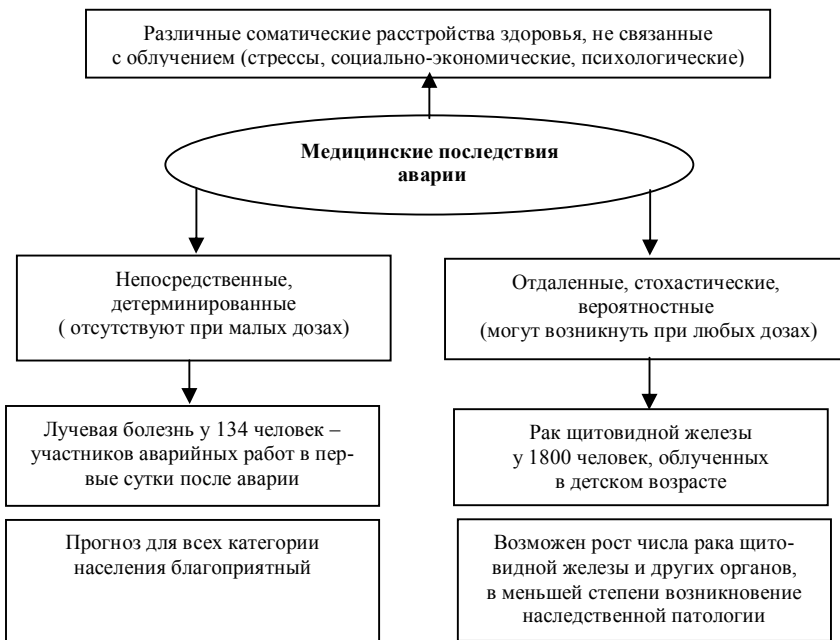 Различные соматические расстройства здоровья, не связанные
с облучением (стрессы, социально-экономические, психологические)
Медицинские последствия
аварии
Непосредственные,
детерминированные
( отсутствуют при малых дозах)
Отдаленные, стохастические,
вероятностные
(могут возникнуть при любых дозах)
Лучевая болезнь у 134 человек –
участников аварийных работ в пер-
вые сутки после аварии
Рак щитовидной железы
у 1800 человек, облученных
в детском возрасте
Прогноз для всех категории
населения благоприятный
Возможен рост числа рака щито-
видной железы и других органов,
в меньшей степени возникновение
наследственной патологии